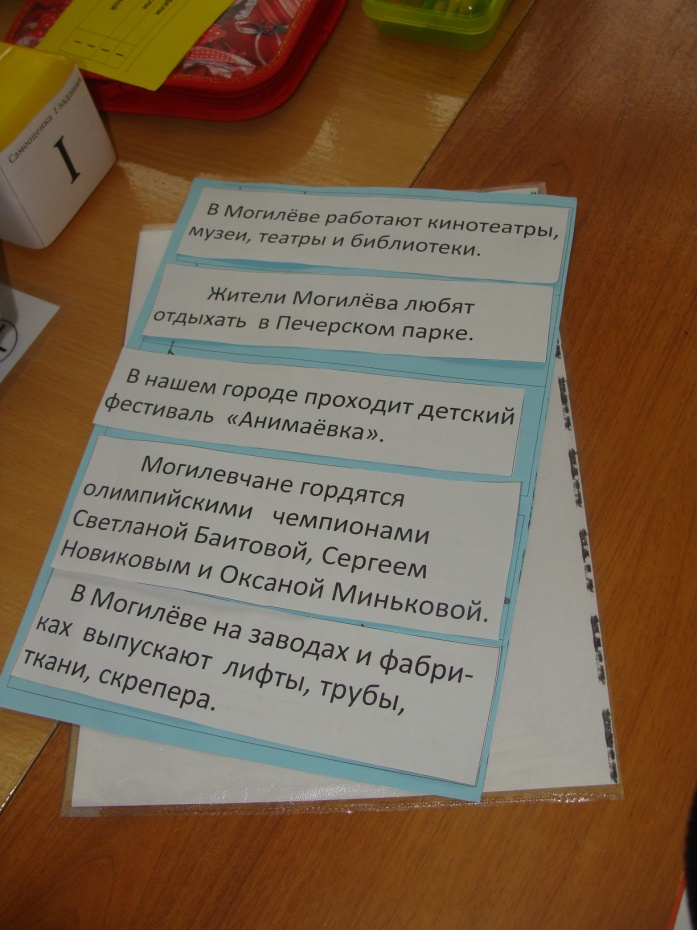 Самооценка 1 задание
I
В Могилёве работают кинотеатры,
музеи, театры и библиотеки.
Жители Могилёва любят
отдыхать в Печерском парке.
В нашем городе проходит детский
фестиваль «Анимаёвка».
Могилевчане гордятся
олимпийскими чемпионами
Светланой Баитовой, Сергеем
Новиковым и Оксаной Миньковой.
В Могилёве на заводах и фабри-
ках выпускают лифты, трубы,
ткани, скрепера.